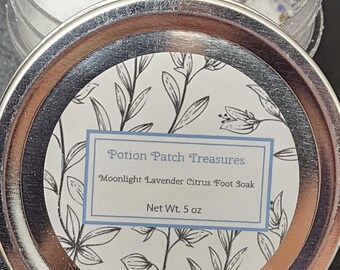 Potion Patch Treasures
Moonlight Lavender Citrus Foot Soak
Net Wt. 5 oz